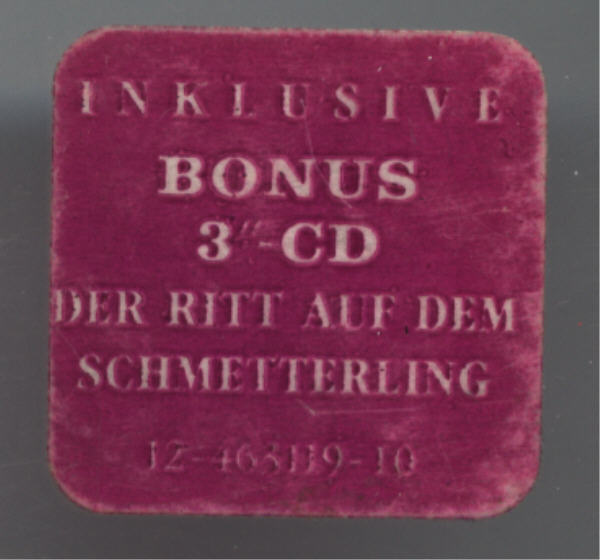 INKLUSIVE
BONUS
3"-CD
DER RITT AUF DEM
SCHMETTERLING
12-463119-10